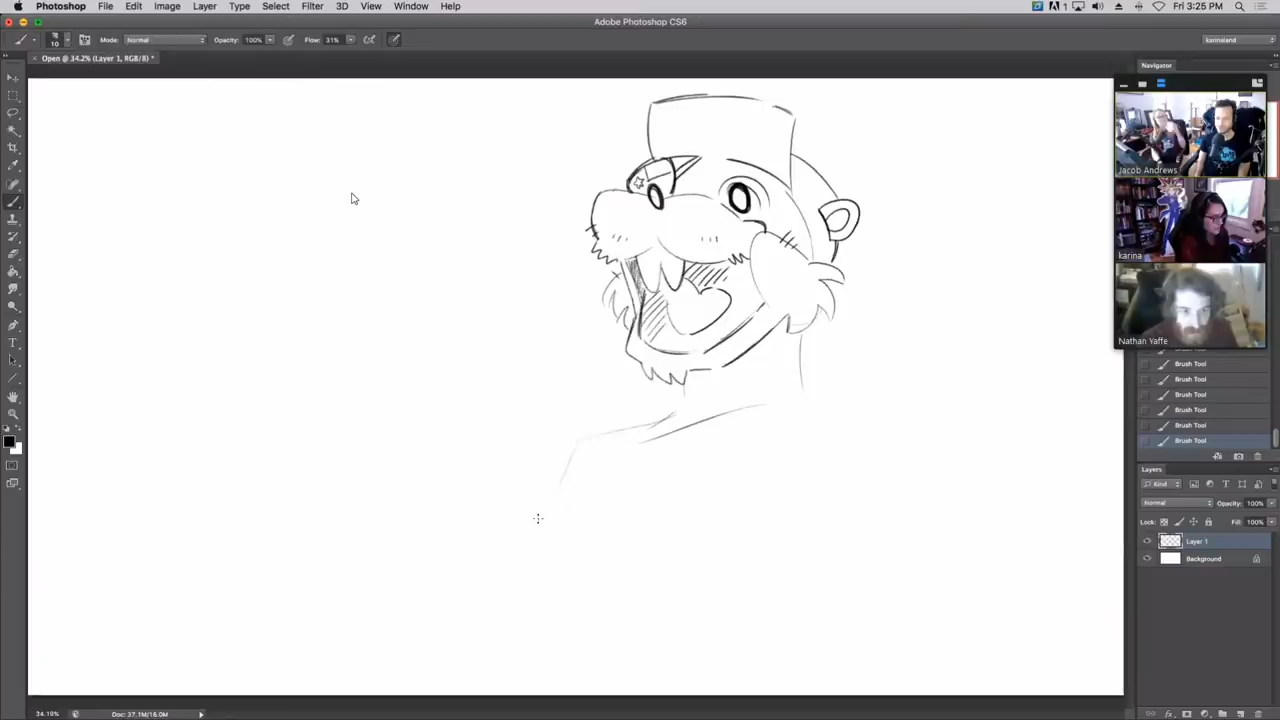 Photoshop File Edit Image Layer Type Select Filter 3D View Window Help
1
Fri 3:25 PM
Adobe Photoshop CS6
10 Mode: Normal Opacity: 100% Flow: 31%
karinaland
Open @ 34.2% (Layer 1, RGB/8) *
Navigator
Jacob Andrews
karina
Nathan Yaffe
Brush Tool
Brush Tool
Brush Tool
Brush Tool
Brush Tool
Brush Tool
Layers
Kind
Normal Opacity: 100%
Lock: Fill: 100%
Layer 1
Background
34.19% Doc: 37.1M/16.0M